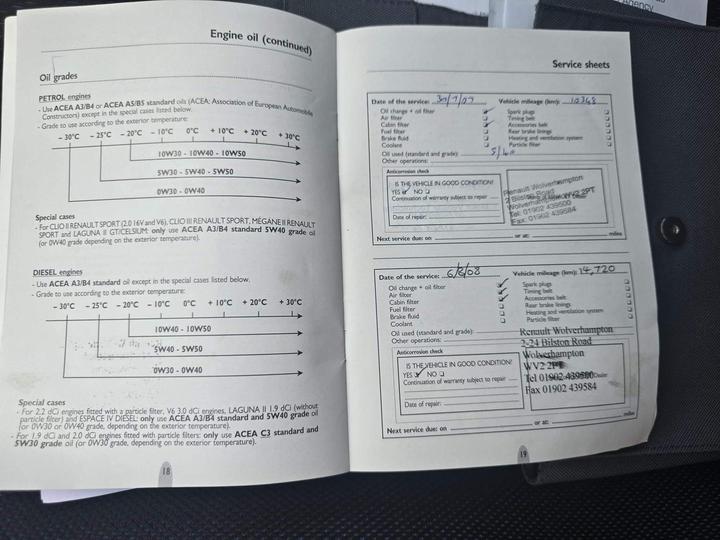 Engine oil (continued)
Oil grades
PETROL engines
- Use ACEA A3/B4 or ACEA A5/B5 standard oils (ACEA: Association of European Automobile
Constructors) except in the special cases listed below.
- Grade to use according to the temperature:
- 30°C - 25°C - 20°C - 10°C 0°C + 10°C + 20°C + 30°C
10W30 - 10W40 - 10W50
5W30 - 5W40 - 5W50
0W30 - 0W40
Special cases
- For CLIO II RENAULT SPORT (2.0 16V and V6), CLIO III RENAULT SPORT, MÉGANE II RENAULT
SPORT and LAGUNA II GT: only use ACEA A3/B4 standard 5W40 grade oil
(or 0W40 grade depending on the exterior temperature).
DIESEL engines
- Use ACEA A3/B4 standard oil except in the special cases listed below.
- Grade to use according to the temperature:
- 30°C - 25°C - 20°C - 10°C 0°C + 10°C + 20°C + 30°C
10W40 - 10W50
5W40 - 5W50
0W30 - 0W40
Special cases
- For 2.2 dCi engines fitted with a particle filter, V6 3.0 dCi engines, LAGUNA II 1.9 dCi (without
particle filter) and ESPACE IV DIESEL: only use ACEA A3/B4 standard and 5W40 grade oil
(or 0W30 or 0W40 grade, depending on the exterior temperature).
- For 1.9 dCi and 2.0 dCi engines fitted with particle filters: only use ACEA C3 standard and
5W30 grade oil (or 0W30 grade, depending on the exterior temperature).
18
Service sheets
Date of the service: 30/7/07 Vehicle mileage (km): 10368
Oil change + oil filter Spark plugs
Air filter Timing belt
Cabin filter Accessories belt
Fuel filter Rear brake linings
Brake fluid Heating and ventilation system
Coolant Particle filter
Oil used (standard and grade): 5/40
Other operations:
Anticorrosion check
IS THE VEHICLE IN GOOD CONDITION?
YES NO
Continuation of warranty subject to repair
Date of repair:
Renault Wolverhampton
2 Bilston Road
Wolverhampton WV2 2PT
Tel: 01902 439500
Fax: 01902 439584
Next service due: on or at: miles
Date of the service: 6/8/08 Vehicle mileage (km): 14,720
Oil change + oil filter Spark plugs
Air filter Timing belt
Cabin filter Accessories belt
Fuel filter Rear brake linings
Brake fluid Heating and ventilation system
Coolant Particle filter
Oil used (standard and grade):
Other operations:
Anticorrosion check
IS THE VEHICLE IN GOOD CONDITION?
YES NO
Continuation of warranty subject to repair
Date of repair:
Renault Wolverhampton
2-24 Bilston Road
Wolverhampton
WV2 2PT
Tel 01902 439500
Fax 01902 439584
Next service due: on or at: miles
19
Agency